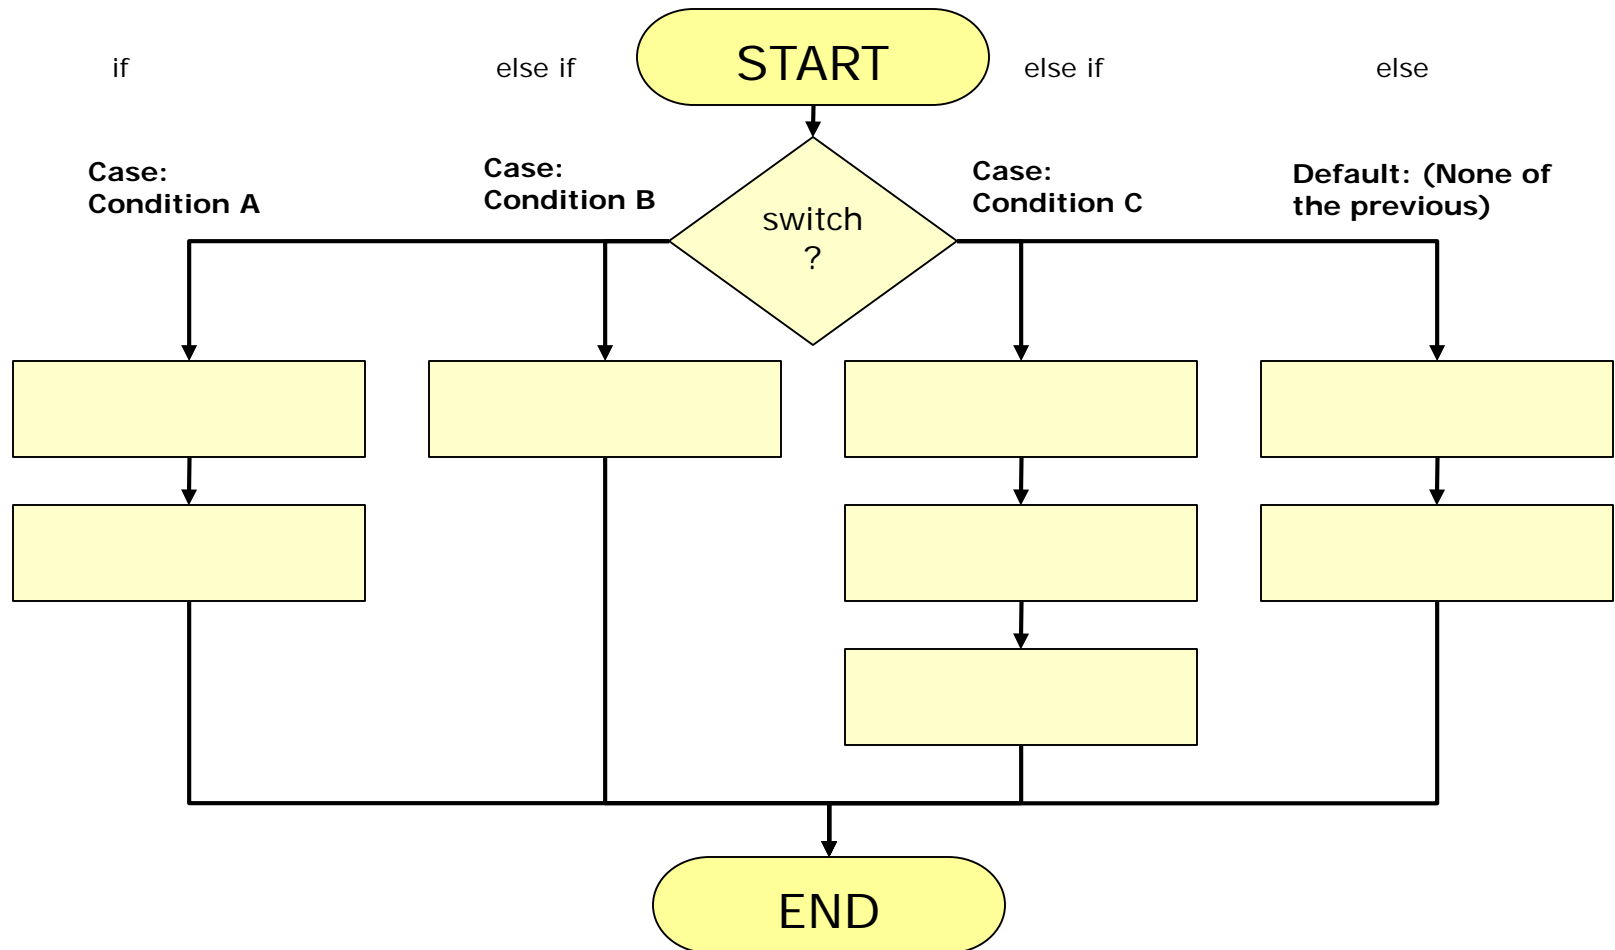 START
if
else if
else if
else
Case:
Condition A
Case:
Condition B
Case:
Condition C
Default: (None of
the previous)
switch
?
END